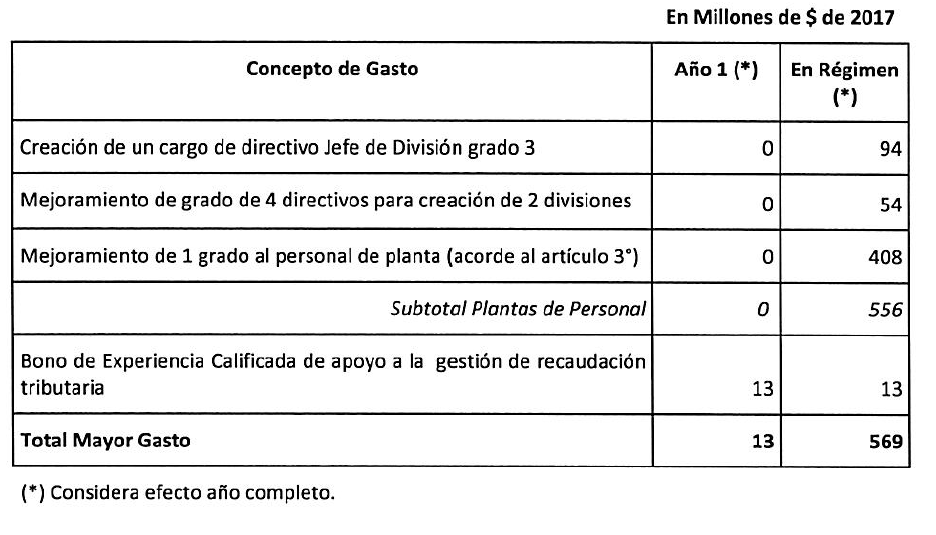 En Millones de $ de 2017
Concepto de Gasto Año 1 (*) En Régimen
(*)
Creación de un cargo de directivo Jefe de División grado 3 0 94
Mejoramiento de grado de 4 directivos para creación de 2 divisiones 0 54
Mejoramiento de 1 grado al personal de planta (acorde al artículo 3°) 0 408
Subtotal Plantas de Personal 0 556
Bono de Experiencia Calificada de apoyo a la gestión de recaudación
tributaria 13 13
Total Mayor Gasto 13 569
(*) Considera efecto año completo.